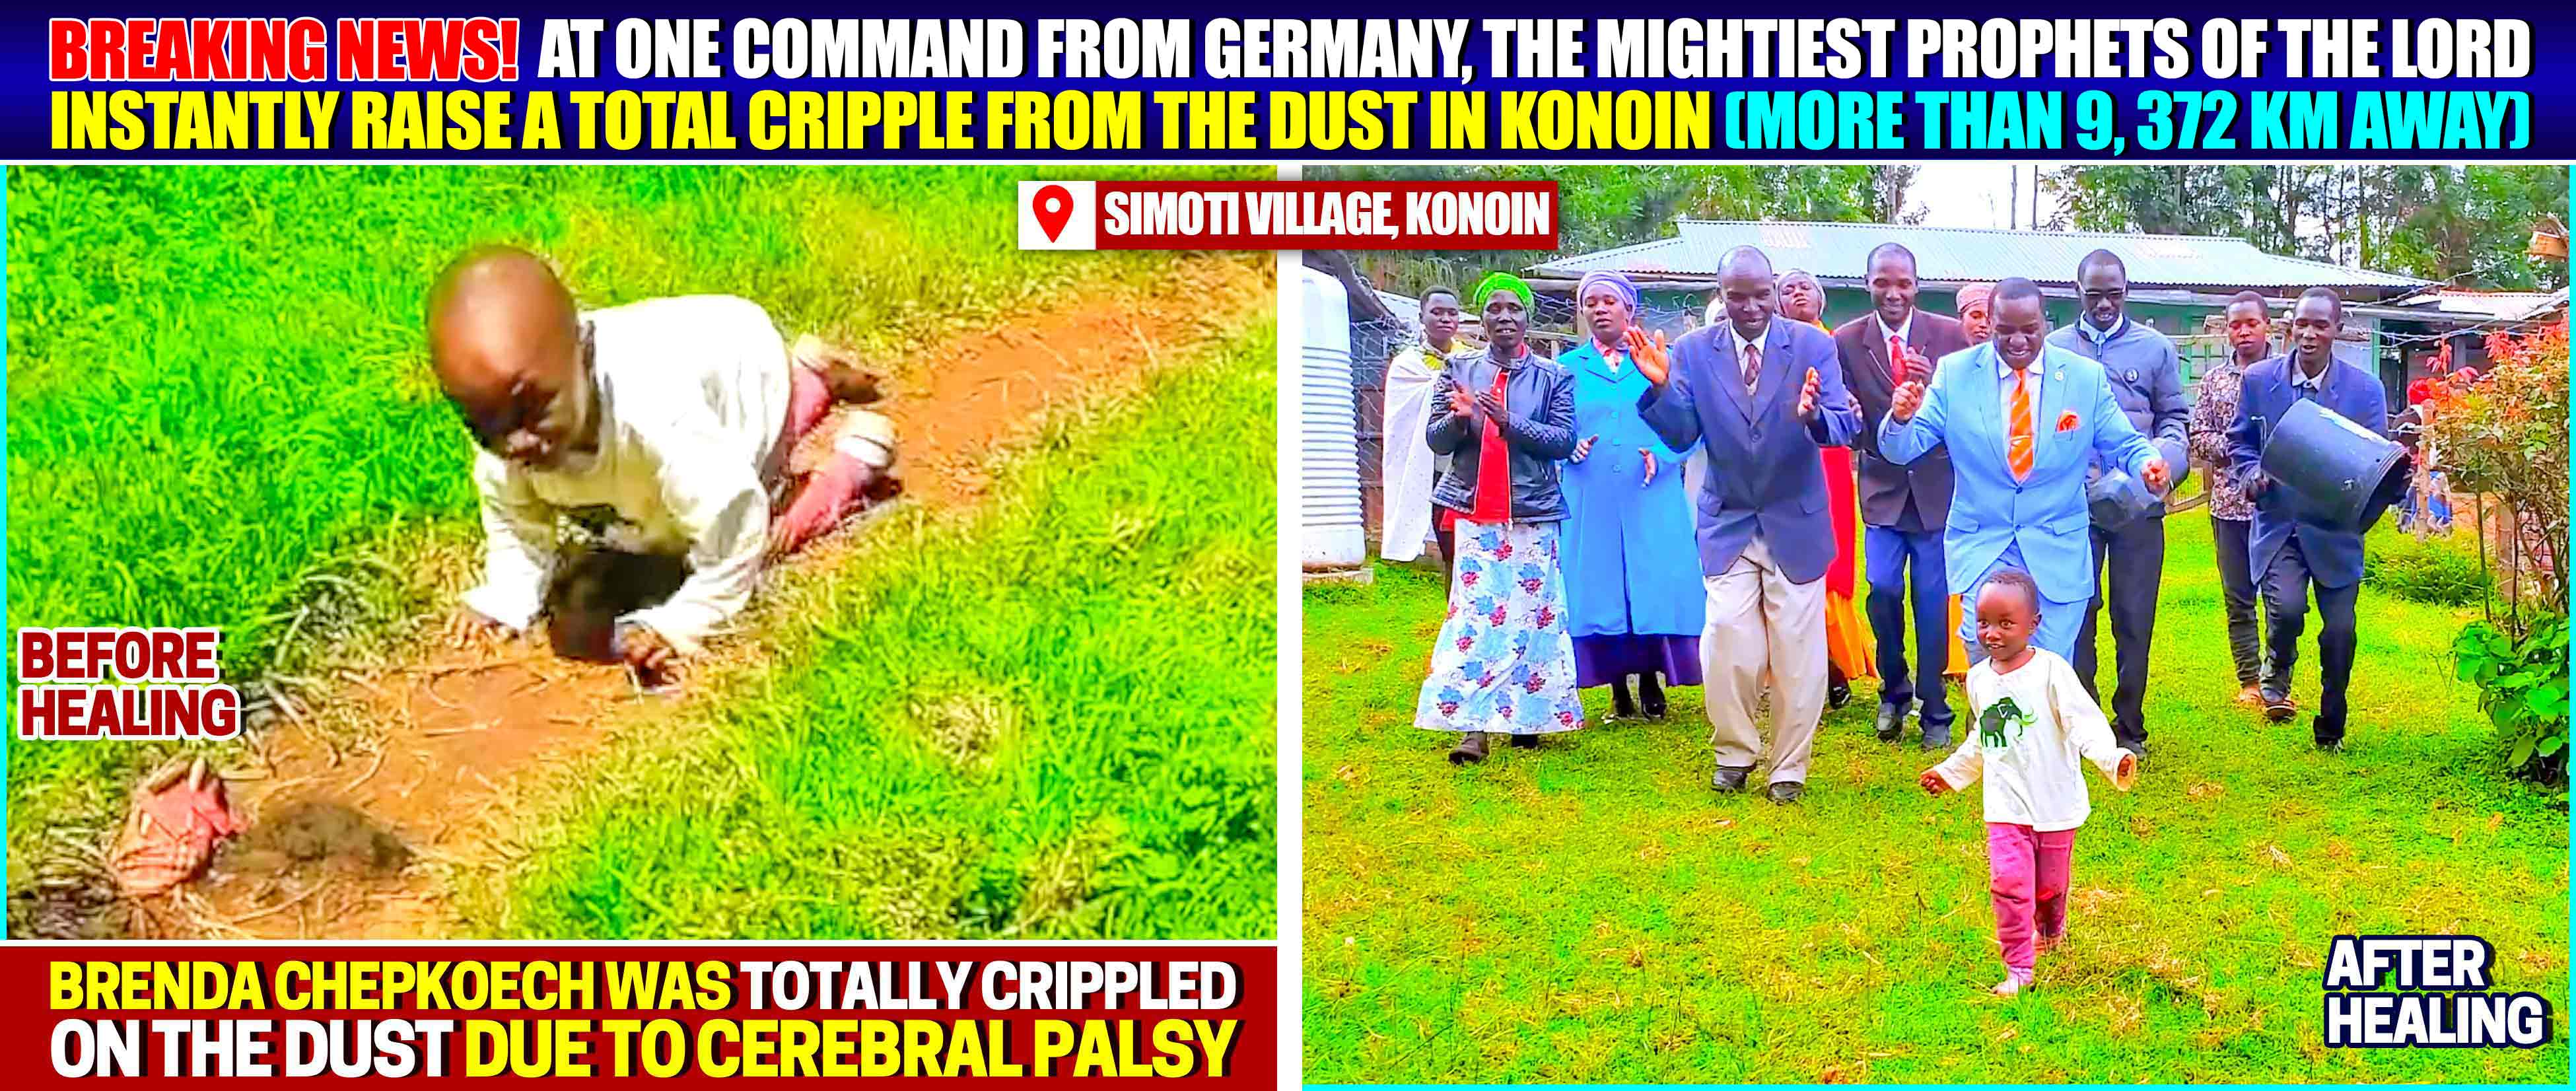 BREAKING NEWS! AT ONE COMMAND FROM GERMANY, THE MIGHTIEST PROPHETS OF THE LORD
INSTANTLY RAISE A TOTAL CRIPPLE FROM THE DUST IN KONOIN (MORE THAN 9, 372 KM AWAY)
SIMOTI VILLAGE, KONOIN
BEFORE
HEALING
BRENDA CHEPKOECH WAS TOTALLY CRIPPLED
ON THE DUST DUE TO CEREBRAL PALSY
AFTER
HEALING